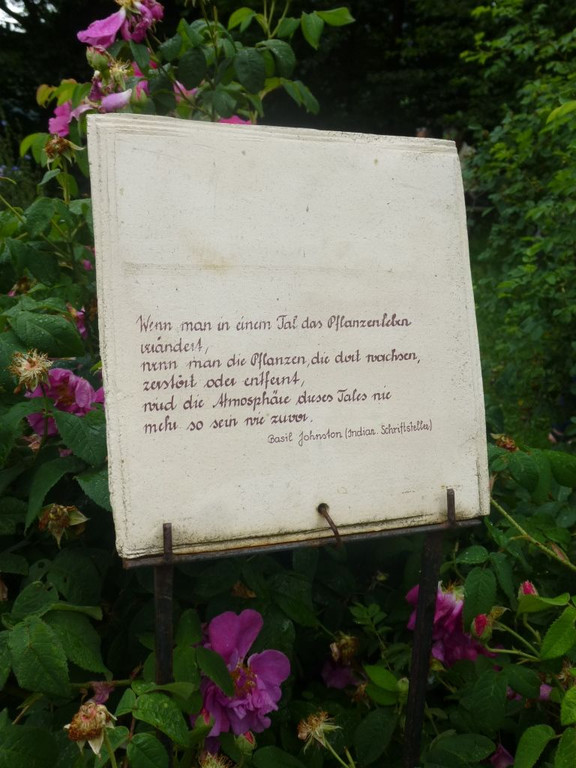 Wenn man in einem Tal das Pflanzenleben
verändert,
wenn man die Pflanzen, die dort wachsen,
zerstört oder entfernt,
wird die Atmosphäre dieses Tales nie
mehr so sein wie zuvor.
Basil Johnston (Indian. Schriftsteller)